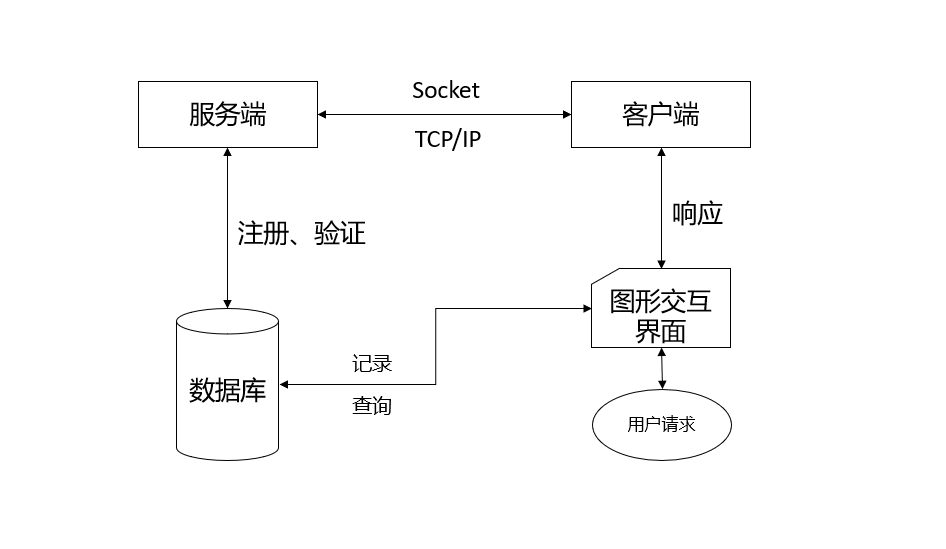 Socket
服务端
客户端
TCP/IP
响应
注册、验证
图形交互
界面
记录
数据库
查询
用户请求